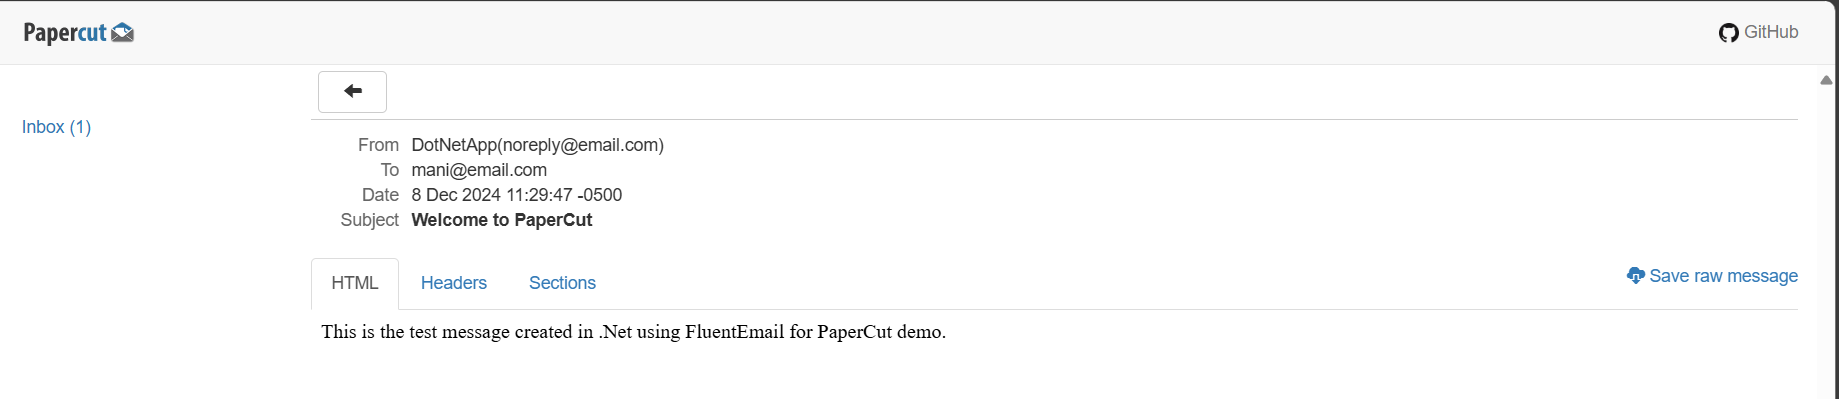 Papercut
GitHub
Inbox (1)
From DotNetApp(noreply@email.com)
To mani@email.com
Date 8 Dec 2024 11:29:47 -0500
Subject Welcome to PaperCut
HTML Headers Sections
Save raw message
This is the test message created in .Net using FluentEmail for PaperCut demo.